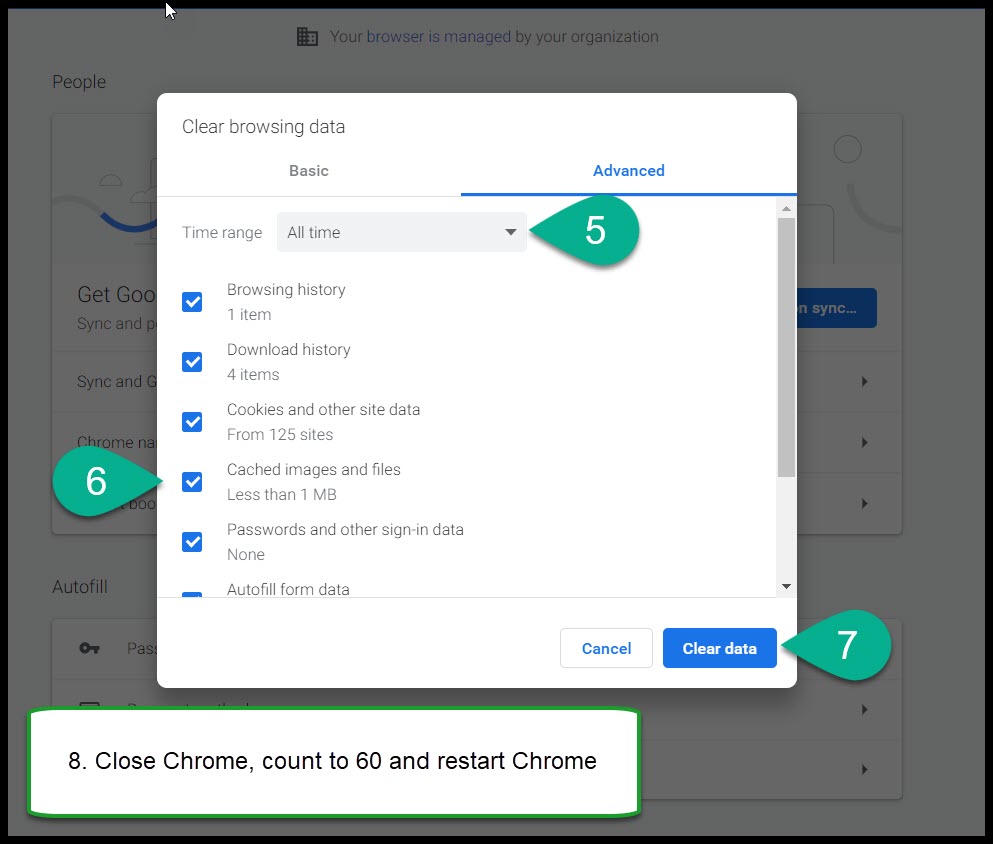 Your browser is managed by your organization
People
Clear browsing data
Basic
Advanced
Time range
All time
5
Browsing history
1 item
Download history
4 items
Cookies and other site data
From 125 sites
6
Cached images and files
Less than 1 MB
Passwords and other sign-in data
None
Autofill form data
Cancel
Clear data
7
Get Goo
Sync and p
n sync...
Sync and G
Chrome na
boo
Autofill
Pass
8. Close Chrome, count to 60 and restart Chrome